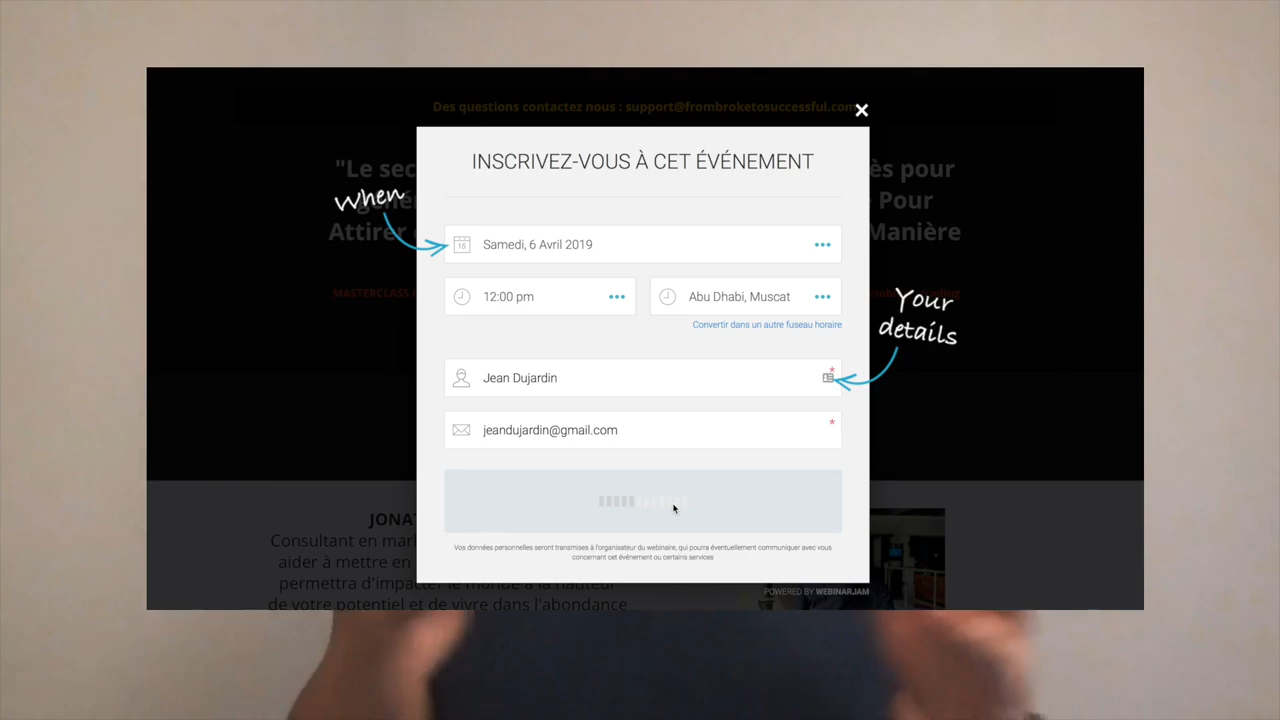 Des questions contactez nous : support@frombroketosuccessful.com
INSCRIVEZ-VOUS À CET ÉVÉNEMENT
"Le sec
ès pour
When
Pour
Attire
Manière
16
Samedi, 6 Avril 2019
MASTERCLASS
12:00 pm
Abu Dhabi, Muscat
Your
details
Convertir dans un autre fuseau horaire
Jean Dujardin
*
jeandujardin@gmail.com
*
JONA
Consultant en mar
aider à mettre en
permettra d'impacter le monde à la hauteur
de votre potentiel et de vivre dans l'abondance
Vos données personnelles seront transmises à l'organisateur du webinaire, qui pourra éventuellement communiquer avec vous
concernant cet événement ou certains services
POWERED BY WEBINARJAM